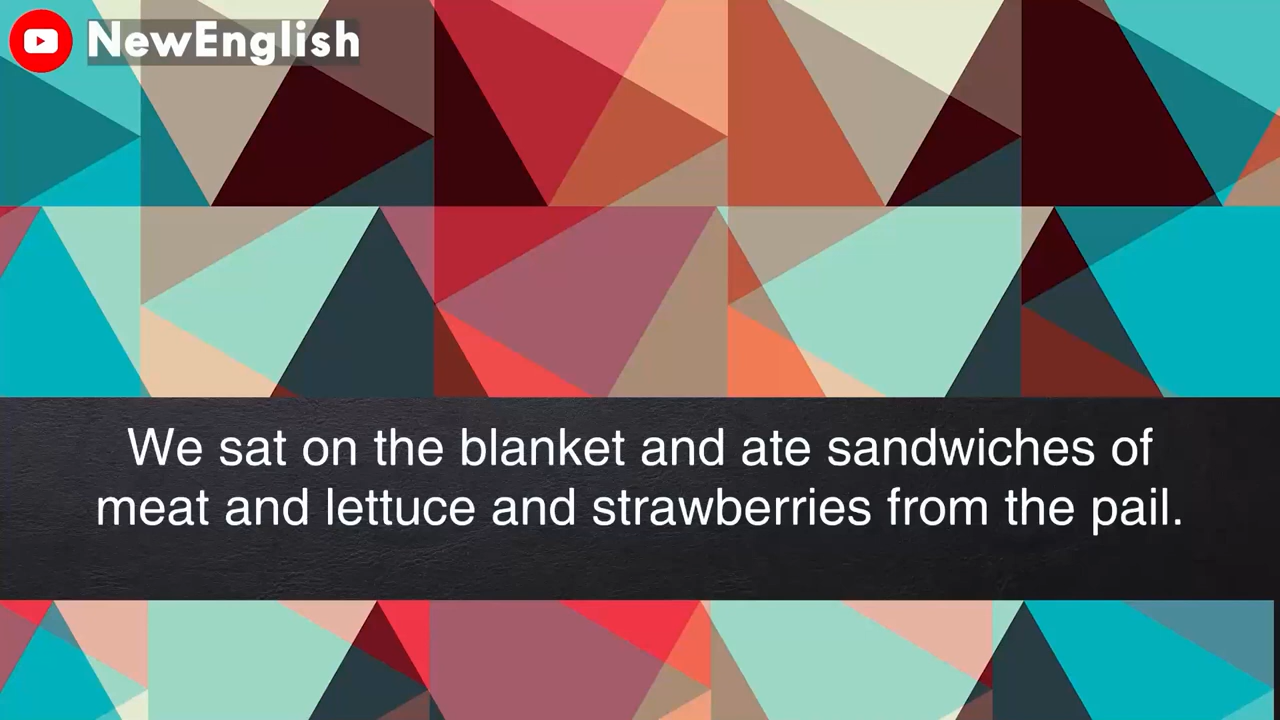 NewEnglish
We sat on the blanket and ate sandwiches of
meat and lettuce and strawberries from the pail.